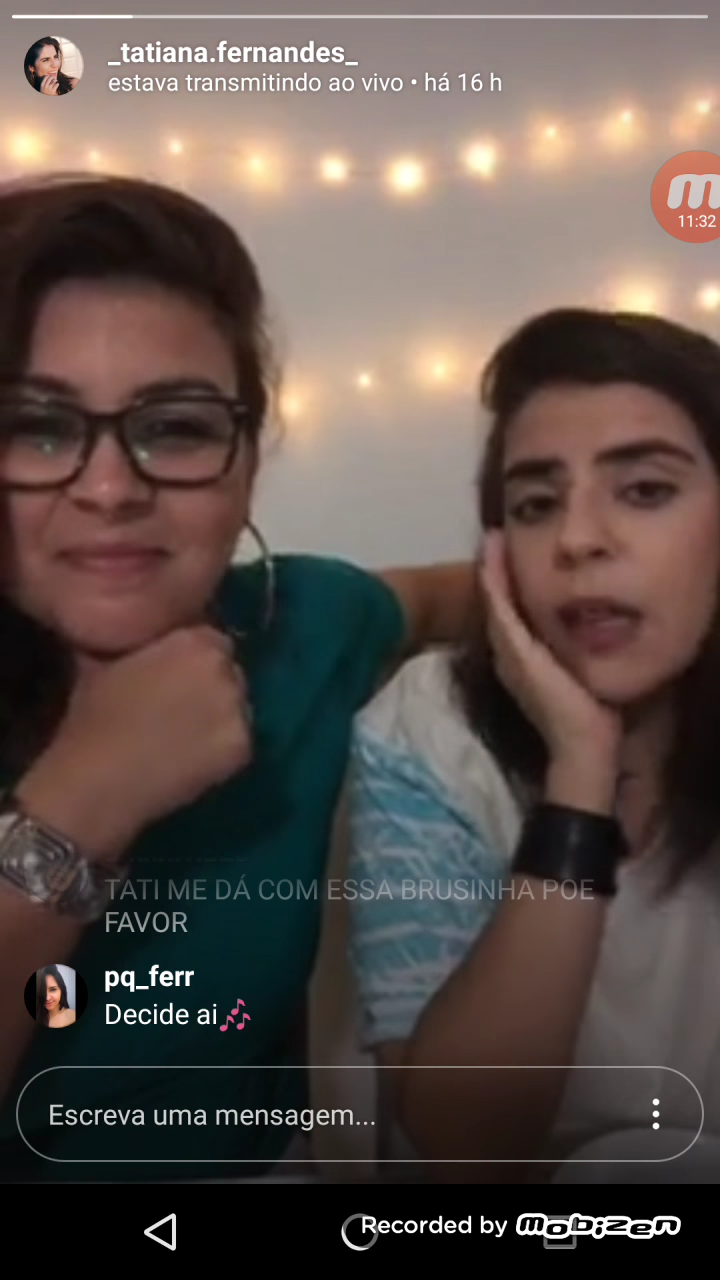 _tatiana.fernandes_
estava transmitindo ao vivo • há 16 h
m
11:32
TATI ME DÁ COM ESSA BRUSINHA POE
FAVOR
pq_ferr
Decide ai🎶
Escreva uma mensagem...
Recorded by mobizen